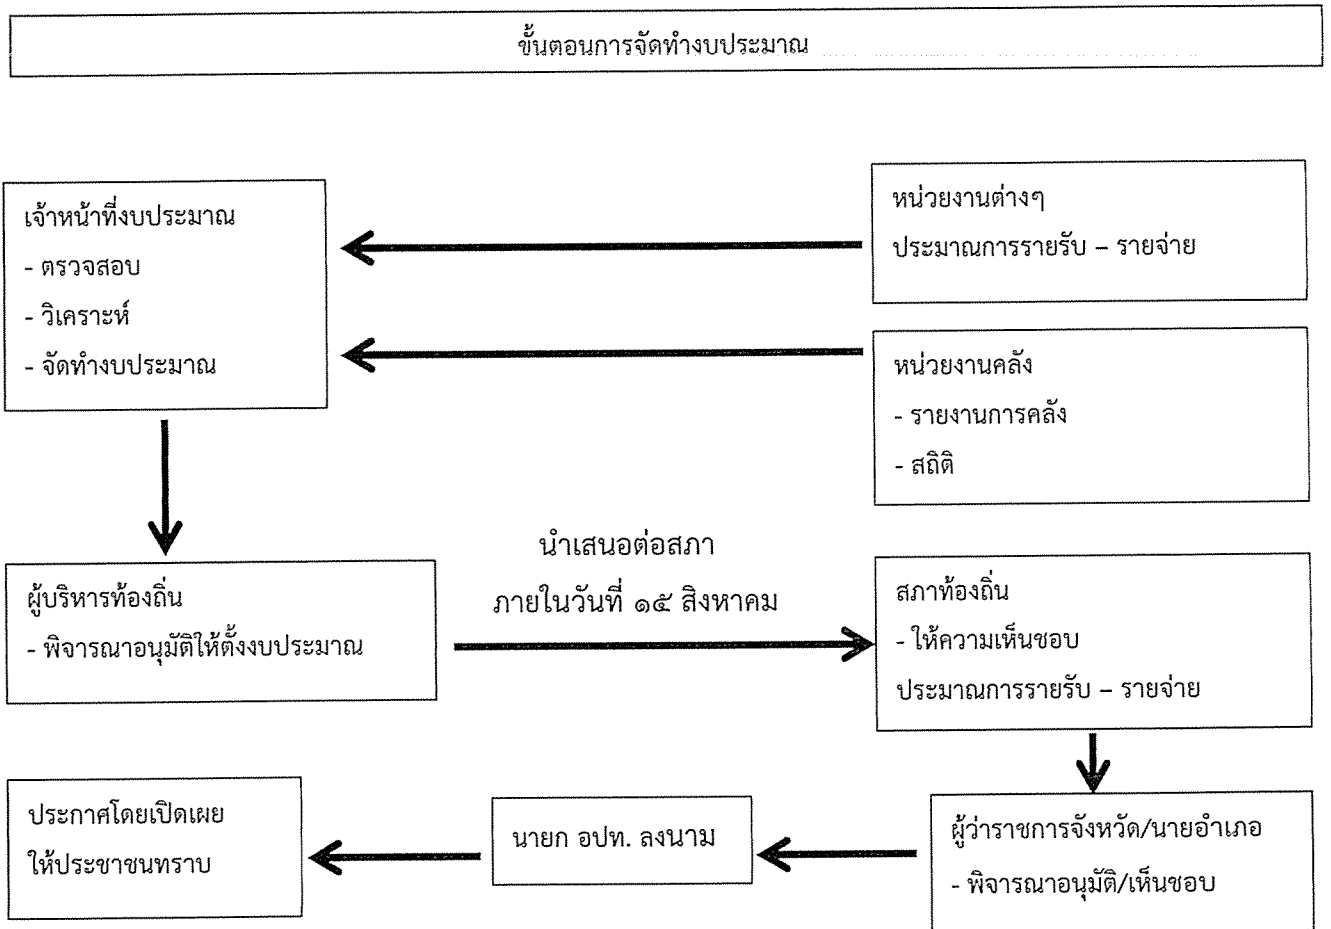 ขั้นตอนการจัดทำงบประมาณ
เจ้าหน้าที่งบประมาณ
- ตรวจสอบ
- วิเคราะห์
- จัดทำงบประมาณ
หน่วยงานต่างๆ
ประมาณการรายรับ – รายจ่าย
หน่วยงานคลัง
- รายงานการคลัง
- สถิติ
ผู้บริหารท้องถิ่น
- พิจารณาอนุมัติให้ตั้งงบประมาณ
นำเสนอต่อสภา
ภายในวันที่ ๑๕ สิงหาคม
สภาท้องถิ่น
- ให้ความเห็นชอบ
ประมาณการรายรับ – รายจ่าย
ผู้ว่าราชการจังหวัด/นายอำเภอ
- พิจารณาอนุมัติ/เห็นชอบ
นายก อปท. ลงนาม
ประกาศโดยเปิดเผย
ให้ประชาชนทราบ